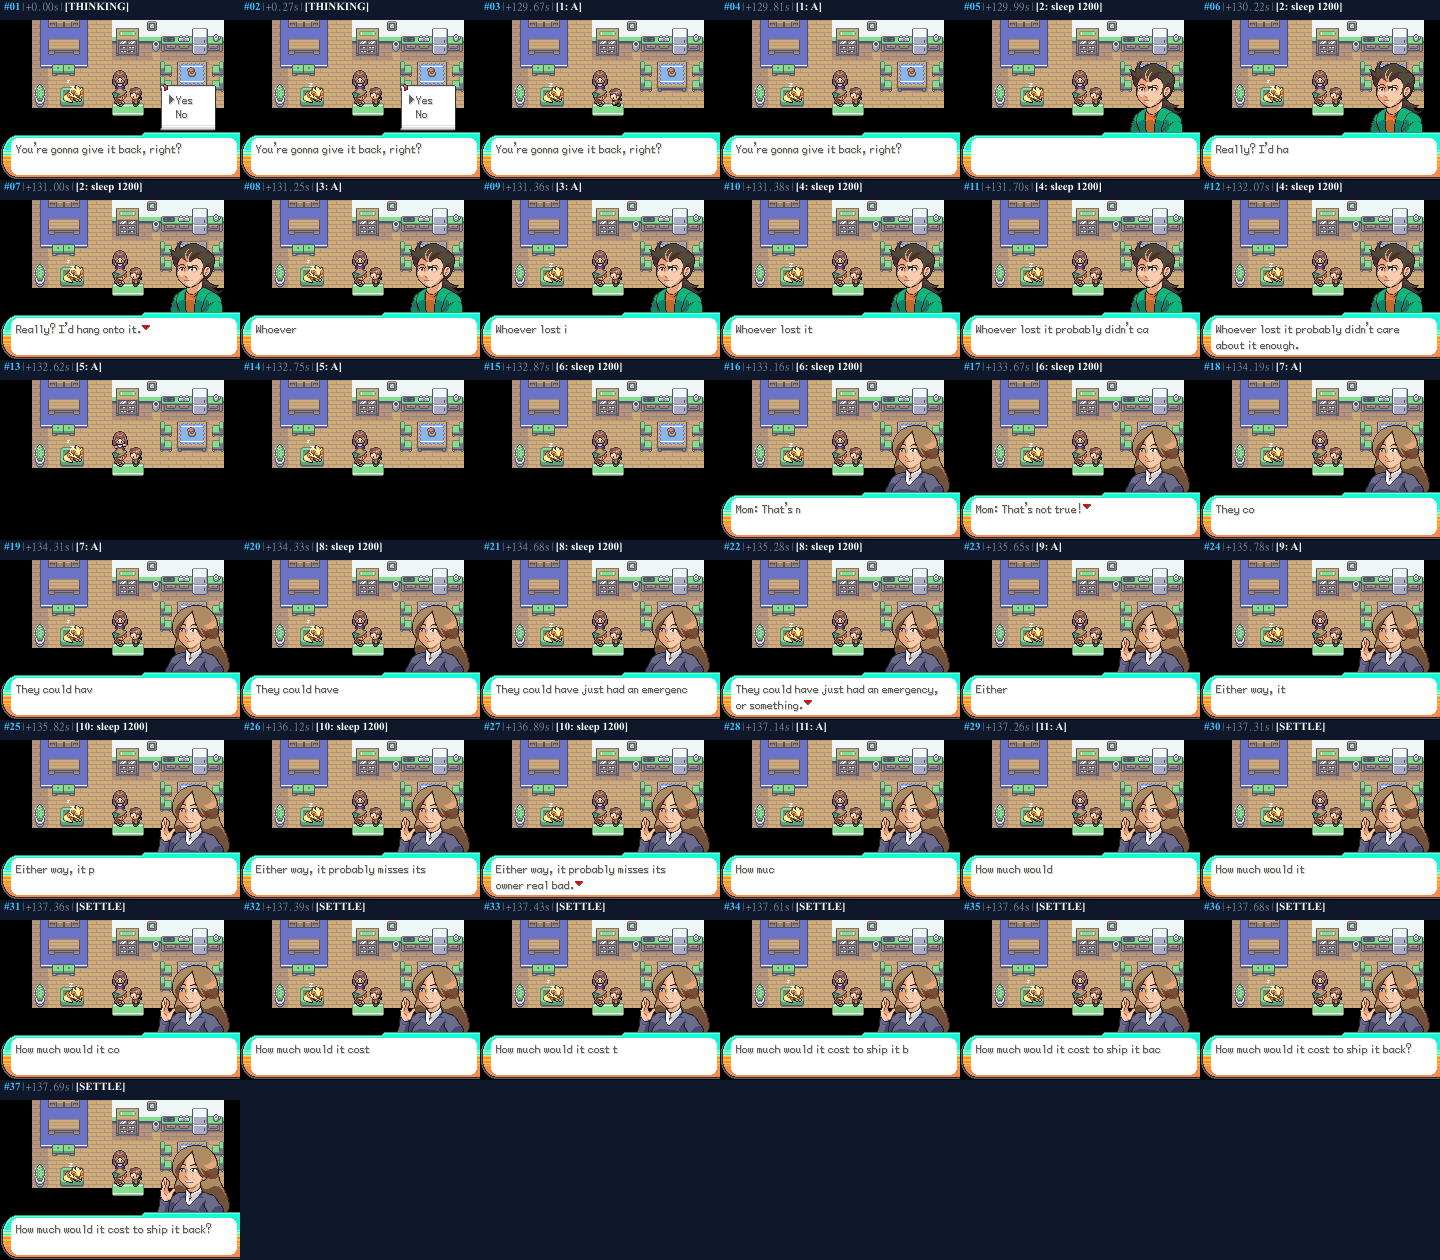 #01|+0.00s|[THINKING]
Yes
No
You're gonna give it back, right?
#02|+0.27s|[THINKING]
Yes
No
You're gonna give it back, right?
#03|+129.67s|[1: A]
You're gonna give it back, right?
#04|+129.81s|[1: A]
You're gonna give it back, right?
#05|+129.99s|[2: sleep 1200]
#06|+130.22s|[2: sleep 1200]
Really? I'd ha
#07|+131.00s|[2: sleep 1200]
Really? I'd hang onto it.
#08|+131.25s|[3: A]
Whoever
#09|+131.36s|[3: A]
Whoever lost i
#10|+131.38s|[4: sleep 1200]
Whoever lost it
#11|+131.70s|[4: sleep 1200]
Whoever lost it probably didn't ca
#12|+132.07s|[4: sleep 1200]
Whoever lost it probably didn't care
about it enough.
#13|+132.62s|[5: A]
#14|+132.75s|[5: A]
#15|+132.87s|[6: sleep 1200]
#16|+133.16s|[6: sleep 1200]
Mom: That's n
#17|+133.67s|[6: sleep 1200]
Mom: That's not true!
#18|+134.19s|[7: A]
They co
#19|+134.31s|[7: A]
They could hav
#20|+134.33s|[8: sleep 1200]
They could have
#21|+134.68s|[8: sleep 1200]
They could have just had an emergenc
#22|+135.28s|[8: sleep 1200]
They could have just had an emergency,
or something.
#23|+135.65s|[9: A]
Either
#24|+135.78s|[9: A]
Either way, it
#25|+135.82s|[10: sleep 1200]
Either way, it p
#26|+136.12s|[10: sleep 1200]
Either way, it probably misses its
#27|+136.89s|[10: sleep 1200]
Either way, it probably misses its
owner real bad.
#28|+137.14s|[11: A]
How muc
#29|+137.26s|[11: A]
How much would
#30|+137.31s|[SETTLE]
How much would it
#31|+137.36s|[SETTLE]
How much would it co
#32|+137.39s|[SETTLE]
How much would it cost
#33|+137.43s|[SETTLE]
How much would it cost t
#34|+137.61s|[SETTLE]
How much would it cost to ship it b
#35|+137.64s|[SETTLE]
How much would it cost to ship it bac
#36|+137.68s|[SETTLE]
How much would it cost to ship it back?
#37|+137.69s|[SETTLE]
How much would it cost to ship it back?